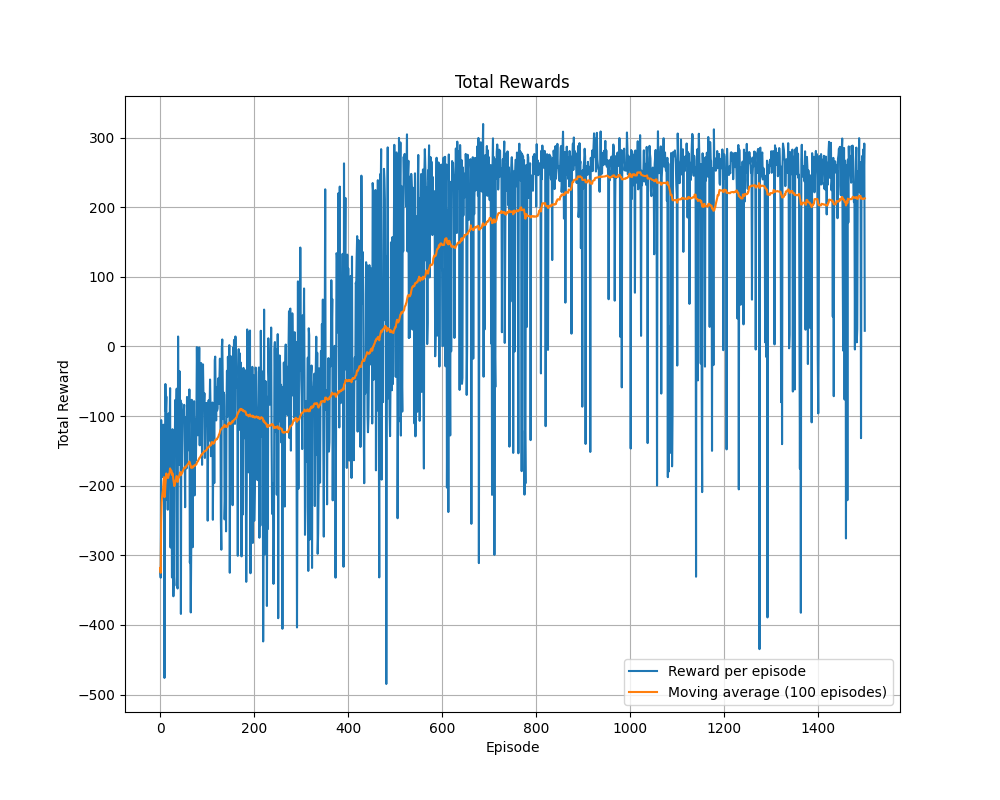 Total Rewards
Total Reward
300
200
100
0
−100
−200
−300
−400
−500
Reward per episode
Moving average (100 episodes)
0 200 400 600 800 1000 1200 1400
Episode